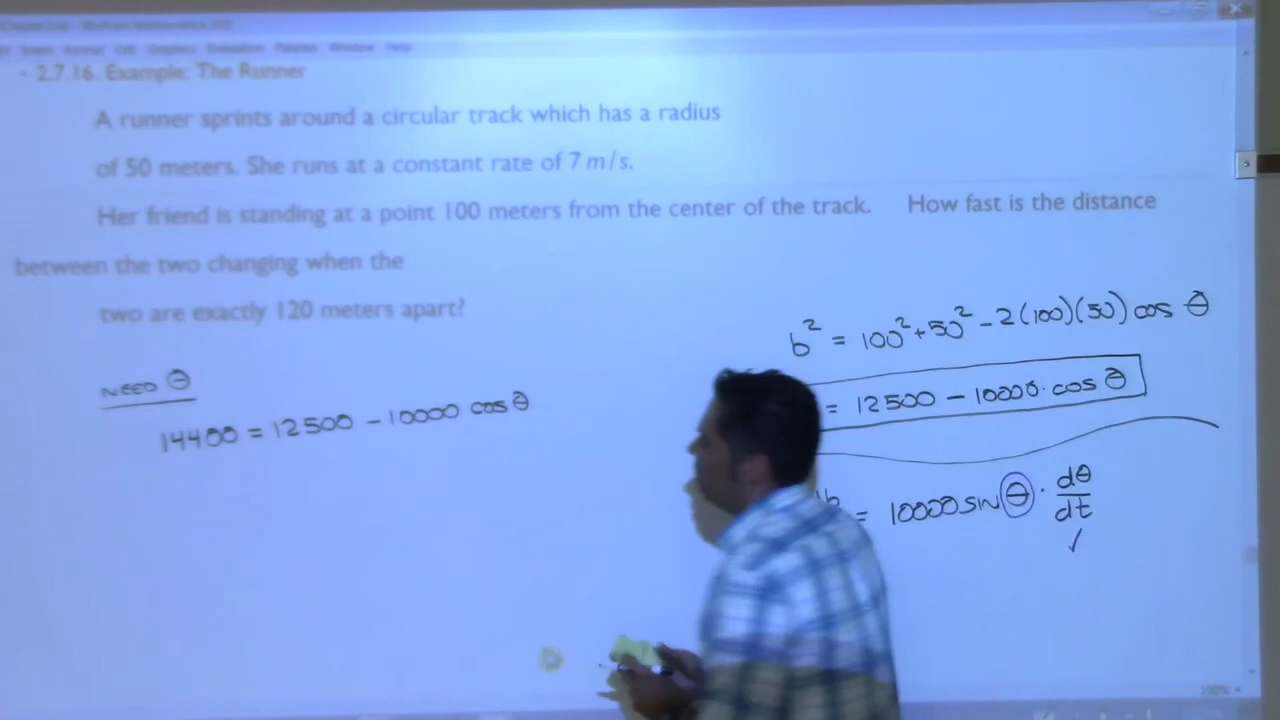 - 2.7.16. Example: The Runner
A runner sprints around a circular track which has a radius
of 50 meters. She runs at a constant rate of 7 m/s.
Her friend is standing at a point 100 meters from the center of the track. How fast is the distance
between the two changing when the
two are exactly 120 meters apart?
NEED θ
14400 = 12500 - 10000 cos θ
b² = 100² + 50² - 2(100)(50) cos θ
= 12500 - 10000 · cos θ
= 10000 sin θ · dθ/dt
✓
100%